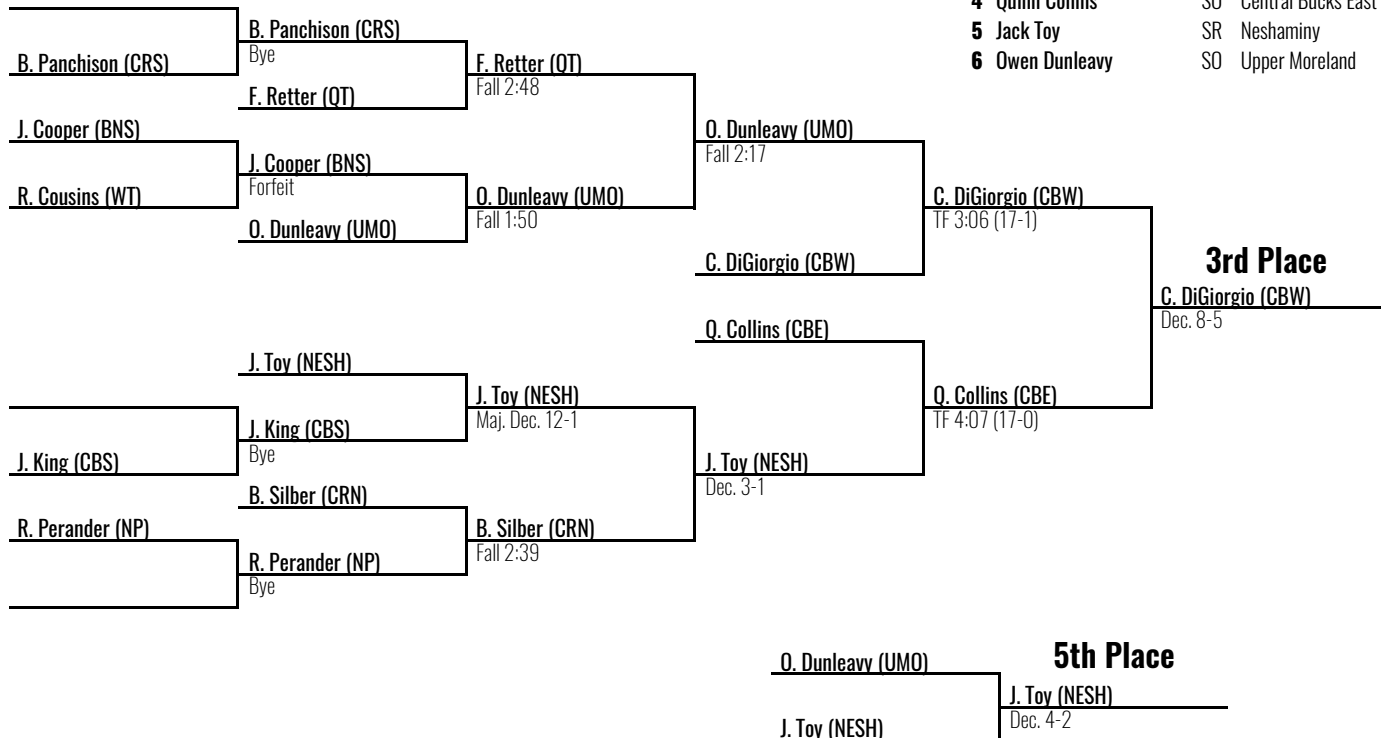 4 Quinn Collins SO Central Bucks East
5 Jack Toy SR Neshaminy
6 Owen Dunleavy SO Upper Moreland
B. Panchison (CRS)
B. Panchison (CRS)
Bye
F. Retter (QT)
F. Retter (QT)
Fall 2:48
J. Cooper (BNS)
R. Cousins (WT)
J. Cooper (BNS)
Forfeit
O. Dunleavy (UMO)
O. Dunleavy (UMO)
Fall 1:50
O. Dunleavy (UMO)
Fall 2:17
C. DiGiorgio (CBW)
C. DiGiorgio (CBW)
TF 3:06 (17-1)
3rd Place
C. DiGiorgio (CBW)
Dec. 8-5
Q. Collins (CBE)
Q. Collins (CBE)
TF 4:07 (17-0)
J. Toy (NESH)
J. King (CBS)
J. King (CBS)
Bye
J. Toy (NESH)
Maj. Dec. 12-1
J. Toy (NESH)
Dec. 3-1
B. Silber (CRN)
R. Perander (NP)
R. Perander (NP)
Bye
B. Silber (CRN)
Fall 2:39
5th Place
O. Dunleavy (UMO)
J. Toy (NESH)
J. Toy (NESH)
Dec. 4-2